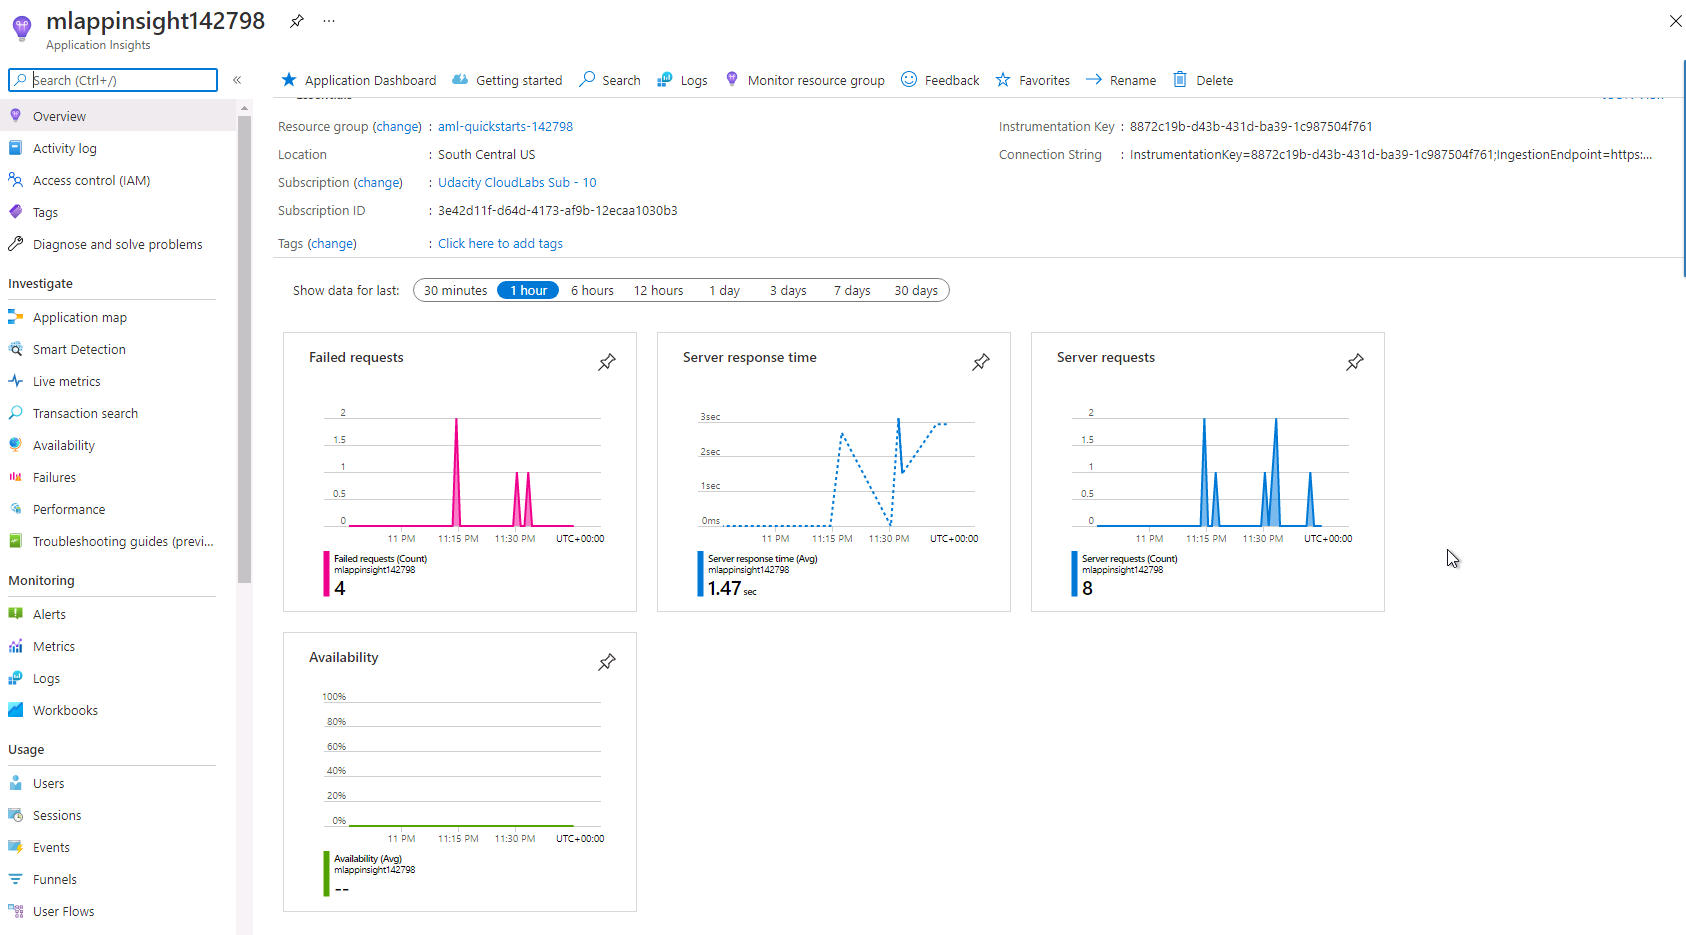 mlappinsight142798
Application Insights
Search (Ctrl+/)
Overview
Activity log
Access control (IAM)
Tags
Diagnose and solve problems
Investigate
Application map
Smart Detection
Live metrics
Transaction search
Availability
Failures
Performance
Troubleshooting guides (previ...
Monitoring
Alerts
Metrics
Logs
Workbooks
Usage
Users
Sessions
Events
Funnels
User Flows
Application Dashboard Getting started Search Logs Monitor resource group Feedback Favorites Rename Delete
Resource group (change) : aml-quickstarts-142798
Location : South Central US
Subscription (change) : Udacity CloudLabs Sub - 10
Subscription ID : 3e42d11f-d64d-4173-af9b-12ecaa1030b3
Tags (change) : Click here to add tags
Instrumentation Key : 8872c19b-d43b-431d-ba39-1c987504f761
Connection String : InstrumentationKey=8872c19b-d43b-431d-ba39-1c987504f761;IngestionEndpoint=https:...
Show data for last: 30 minutes 1 hour 6 hours 12 hours 1 day 3 days 7 days 30 days
Failed requests
2
1.5
1
0.5
0
11 PM 11:15 PM 11:30 PM UTC+00:00
Failed requests (Count)
mlappinsight142798
4
Server response time
3sec
2sec
1sec
0ms
11 PM 11:15 PM 11:30 PM UTC+00:00
Server response time (Avg)
mlappinsight142798
1.47 sec
Server requests
2
1.5
1
0.5
0
11 PM 11:15 PM 11:30 PM UTC+00:00
Server requests (Count)
mlappinsight142798
8
Availability
100%
80%
60%
40%
20%
0%
11 PM 11:15 PM 11:30 PM UTC+00:00
Availability (Avg)
mlappinsight142798
--